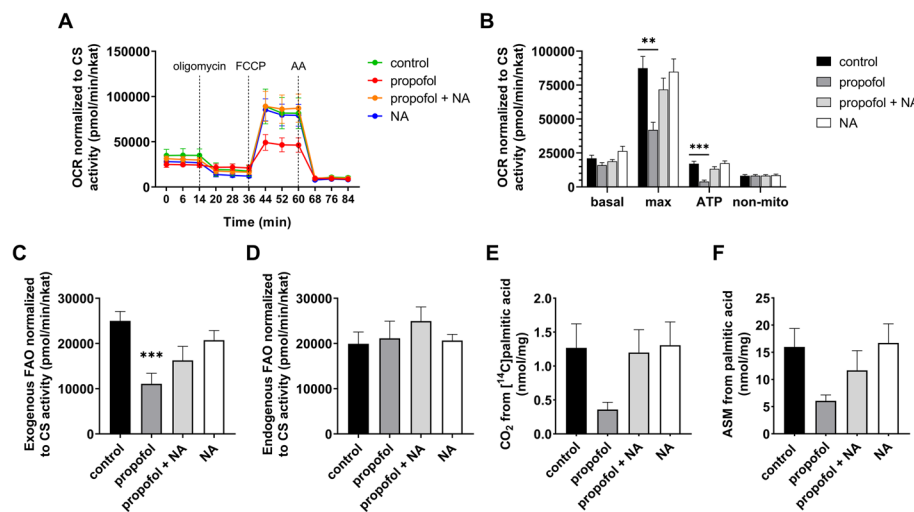 A
OCR normalized to CS
activity (pmol/min/nkat)
150000
100000
50000
0
oligomycin
FCCP
AA
0 6 14 20 28 36 44 52 60 68 76 84
Time (min)
control
propofol
propofol + NA
NA
B
OCR normalized to CS
activity (pmol/min/nkat)
100000
75000
50000
25000
0
**
***
basal max ATP non-mito
control
propofol
propofol + NA
NA
C
Exogenous FAO normalized
to CS activity (pmol/min/nkat)
30000
20000
10000
0
***
control
propofol
propofol + NA
NA
D
Endogenous FAO normalized
to CS activity (pmol/min/nkat)
30000
20000
10000
0
control
propofol
propofol + NA
NA
E
CO2 from [14C]palmitic acid
(nmol/mg)
2.0
1.5
1.0
0.5
0.0
control
propofol
propofol + NA
NA
F
ASM from palmitic acid
(nmol/mg)
25
20
15
10
5
0
control
propofol
propofol + NA
NA